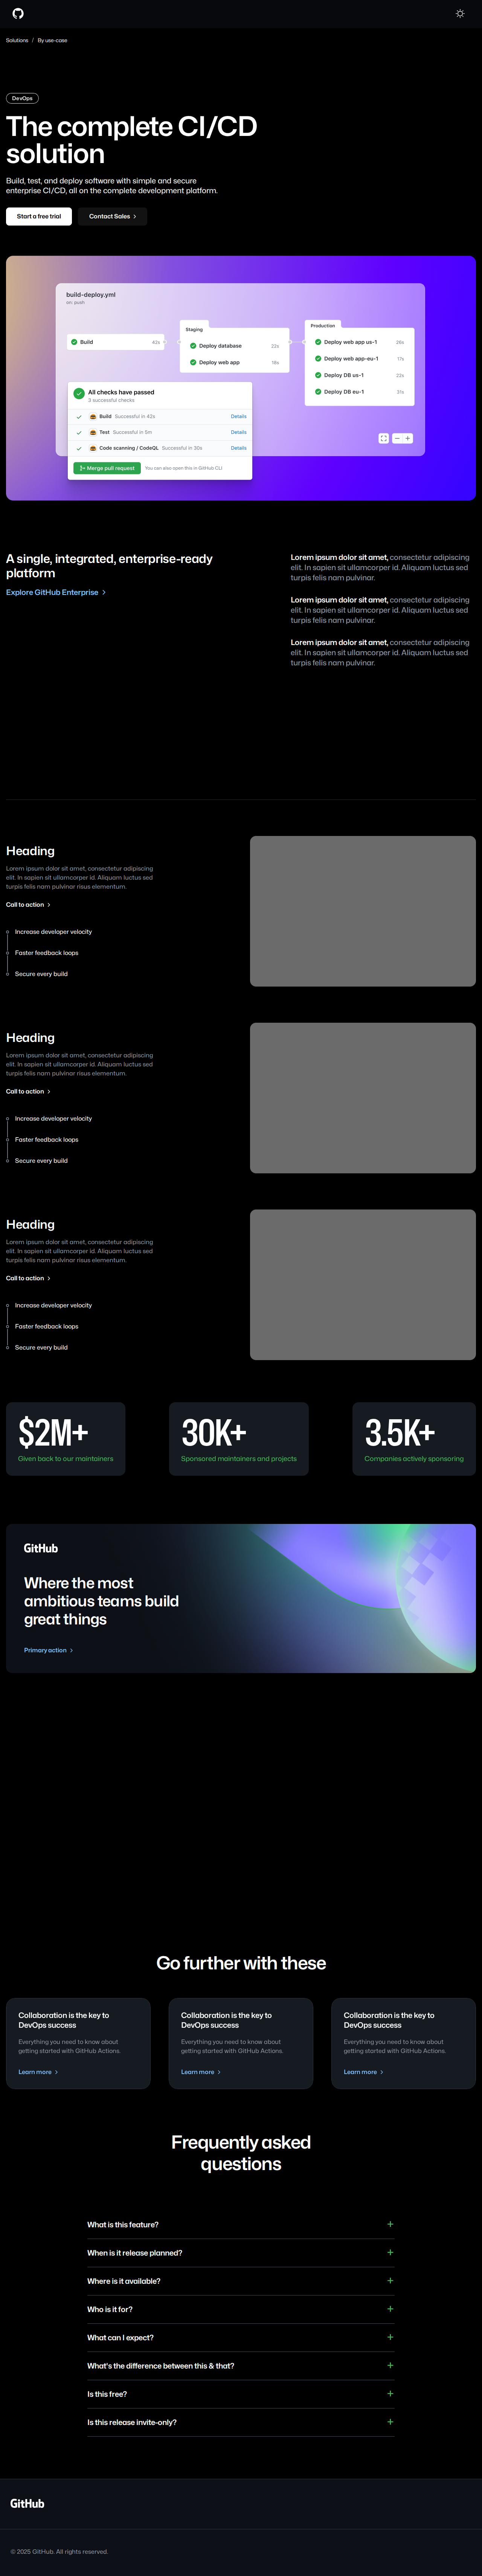 Solutions / By use-case
DevOps
The complete CI/CD
solution
Build, test, and deploy software with simple and secure
enterprise CI/CD, all on the complete development platform.
Start a free trial
Contact Sales
build-deploy.yml
on: push
Build 42s
Staging
Deploy database 22s
Deploy web app 18s
Production
Deploy web app us-1 26s
Deploy web app-eu-1 17s
Deploy DB us-1 22s
Deploy DB eu-1 31s
All checks have passed
3 successful checks
Build Successful in 42s Details
Test Successful in 5m Details
Code scanning / CodeQL Successful in 30s Details
Merge pull request
You can also open this in GitHub CLI
A single, integrated, enterprise-ready
platform
Explore GitHub Enterprise
Lorem ipsum dolor sit amet, consectetur adipiscing
elit. In sapien sit ullamcorper id. Aliquam luctus sed
turpis felis nam pulvinar.
Lorem ipsum dolor sit amet, consectetur adipiscing
elit. In sapien sit ullamcorper id. Aliquam luctus sed
turpis felis nam pulvinar.
Lorem ipsum dolor sit amet, consectetur adipiscing
elit. In sapien sit ullamcorper id. Aliquam luctus sed
turpis felis nam pulvinar.
Heading
Lorem ipsum dolor sit amet, consectetur adipiscing
elit. In sapien sit ullamcorper id. Aliquam luctus sed
turpis felis nam pulvinar risus elementum.
Call to action
Increase developer velocity
Faster feedback loops
Secure every build
Heading
Lorem ipsum dolor sit amet, consectetur adipiscing
elit. In sapien sit ullamcorper id. Aliquam luctus sed
turpis felis nam pulvinar risus elementum.
Call to action
Increase developer velocity
Faster feedback loops
Secure every build
Heading
Lorem ipsum dolor sit amet, consectetur adipiscing
elit. In sapien sit ullamcorper id. Aliquam luctus sed
turpis felis nam pulvinar risus elementum.
Call to action
Increase developer velocity
Faster feedback loops
Secure every build
$2M+
Given back to our maintainers
30K+
Sponsored maintainers and projects
3.5K+
Companies actively sponsoring
GitHub
Where the most
ambitious teams build
great things
Primary action
Go further with these
Collaboration is the key to
DevOps success
Everything you need to know about
getting started with GitHub Actions.
Learn more
Collaboration is the key to
DevOps success
Everything you need to know about
getting started with GitHub Actions.
Learn more
Collaboration is the key to
DevOps success
Everything you need to know about
getting started with GitHub Actions.
Learn more
Frequently asked
questions
What is this feature?
When is it release planned?
Where is it available?
Who is it for?
What can I expect?
What's the difference between this & that?
Is this free?
Is this release invite-only?
GitHub
© 2025 GitHub. All rights reserved.